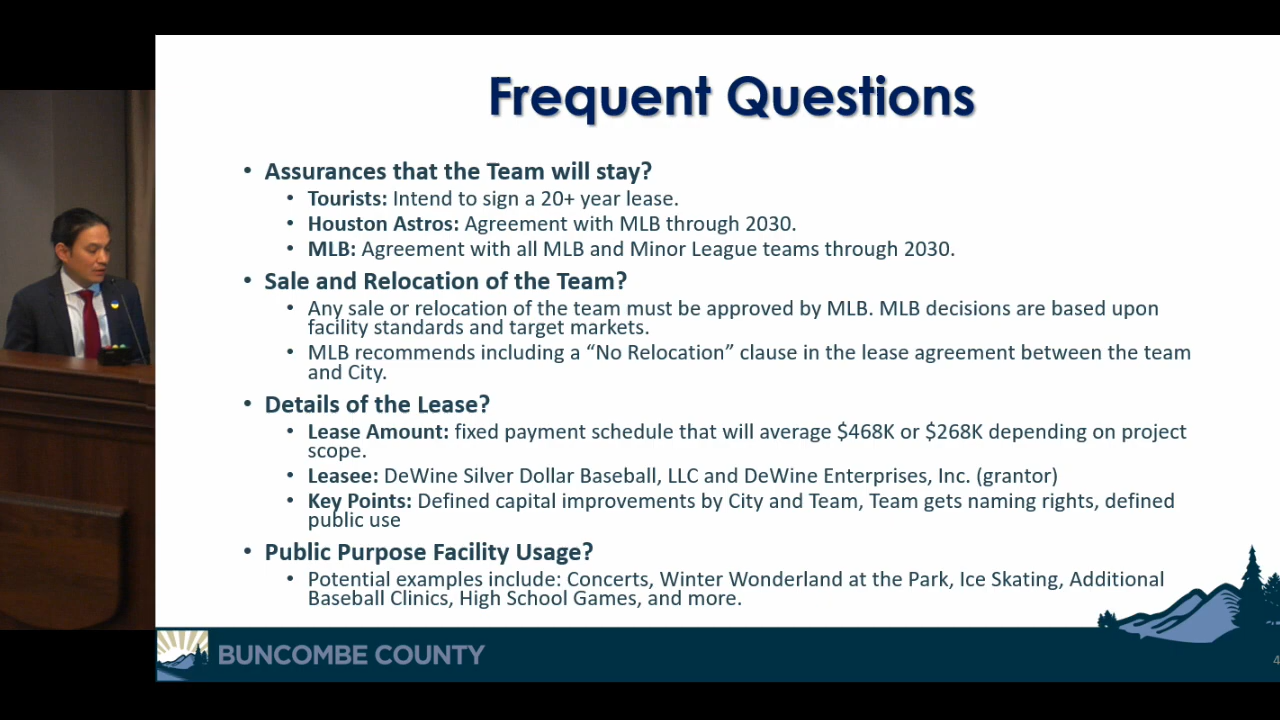 Frequent Questions
• Assurances that the Team will stay?
• Tourists: Intend to sign a 20+ year lease.
• Houston Astros: Agreement with MLB through 2030.
• MLB: Agreement with all MLB and Minor League teams through 2030.
• Sale and Relocation of the Team?
• Any sale or relocation of the team must be approved by MLB. MLB decisions are based upon
facility standards and target markets.
• MLB recommends including a “No Relocation” clause in the lease agreement between the team
and City.
• Details of the Lease?
• Lease Amount: fixed payment schedule that will average $468K or $268K depending on project
scope.
• Leasee: DeWine Silver Dollar Baseball, LLC and DeWine Enterprises, Inc. (grantor)
• Key Points: Defined capital improvements by City and Team, Team gets naming rights, defined
public use
• Public Purpose Facility Usage?
• Potential examples include: Concerts, Winter Wonderland at the Park, Ice Skating, Additional
Baseball Clinics, High School Games, and more.
BUNCOMBE COUNTY